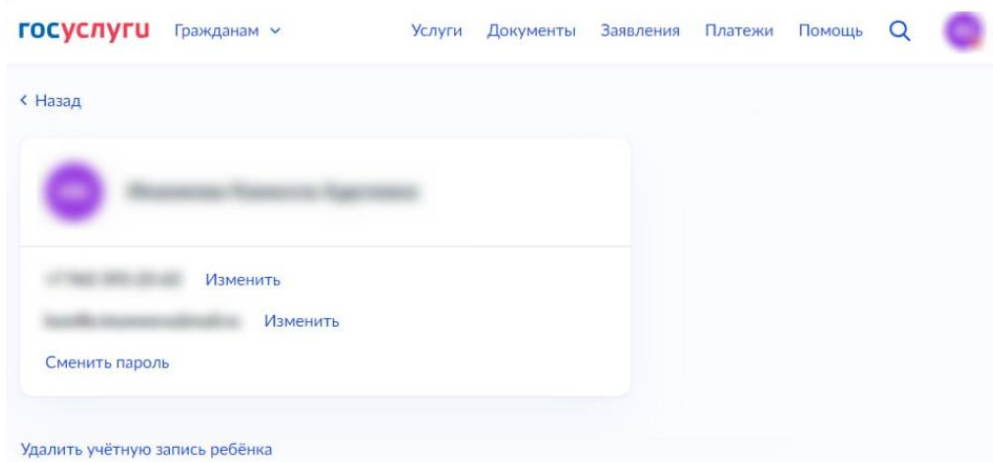 госуслуги Гражданам Услуги Документы Заявления Платежи Помощь
Назад
Изменить
Изменить
Сменить пароль
Удалить учётную запись ребёнка